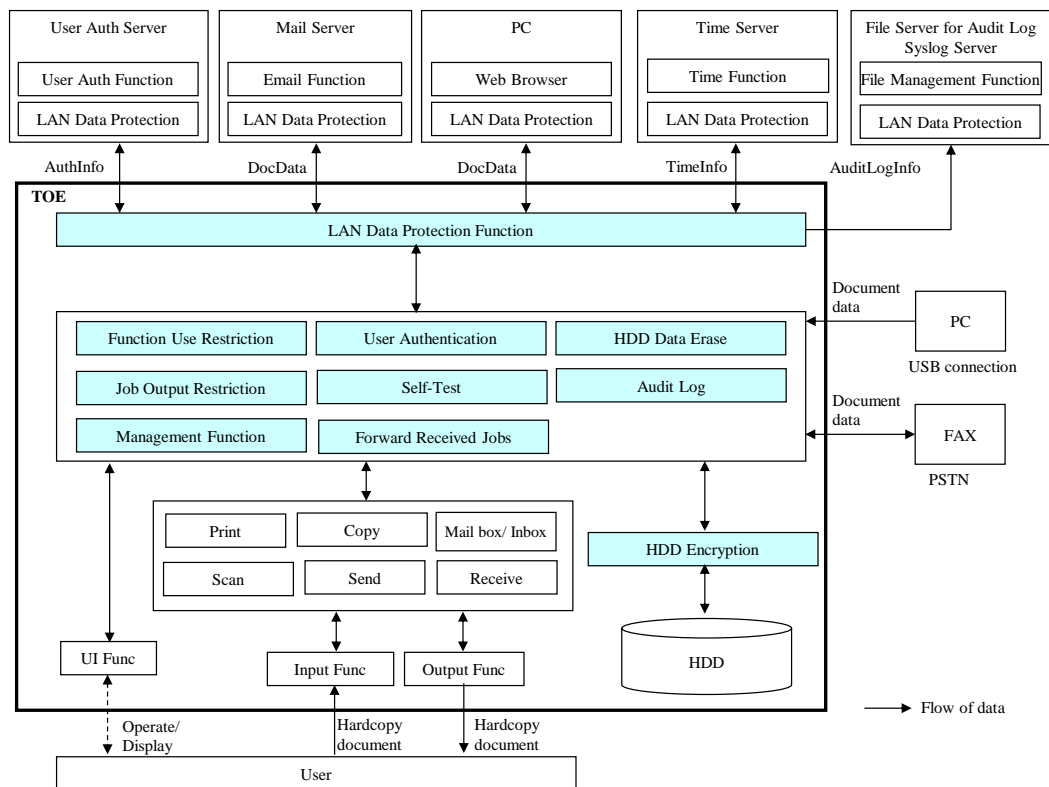 User Auth Server
User Auth Function
LAN Data Protection
Mail Server
Email Function
LAN Data Protection
PC
Web Browser
LAN Data Protection
Time Server
Time Function
LAN Data Protection
File Server for Audit Log
Syslog Server
File Management Function
LAN Data Protection
AuthInfo
DocData
DocData
TimeInfo
AuditLogInfo
TOE
LAN Data Protection Function
Function Use Restriction
User Authentication
HDD Data Erase
Job Output Restriction
Self-Test
Audit Log
Management Function
Forward Received Jobs
Document
data
PC
USB connection
Document
data
FAX
PSTN
Print
Copy
Mail box/ Inbox
Scan
Send
Receive
HDD Encryption
HDD
UI Func
Input Func
Output Func
Flow of data
Operate/
Display
Hardcopy
document
Hardcopy
document
User